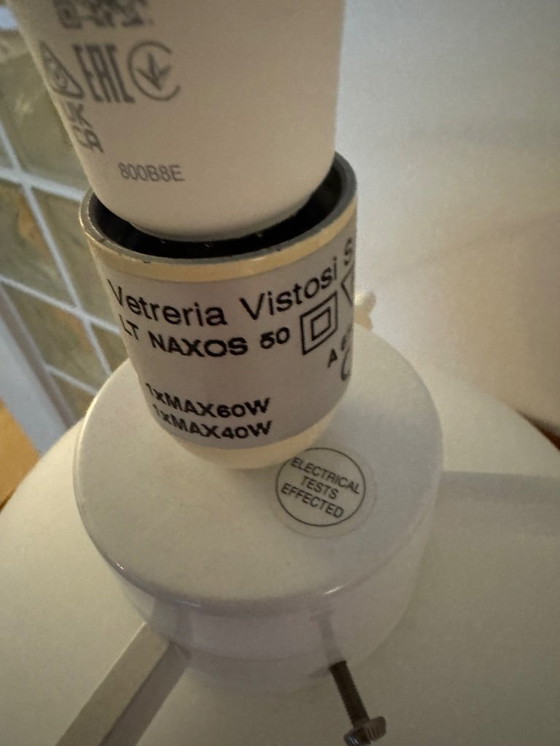 EAC
UK
CA
800B8E
Vetreria Vistosi S
LT NAXOS 50
1xMAX60W
1xMAX40W
ELECTRICAL
TESTS
EFFECTED